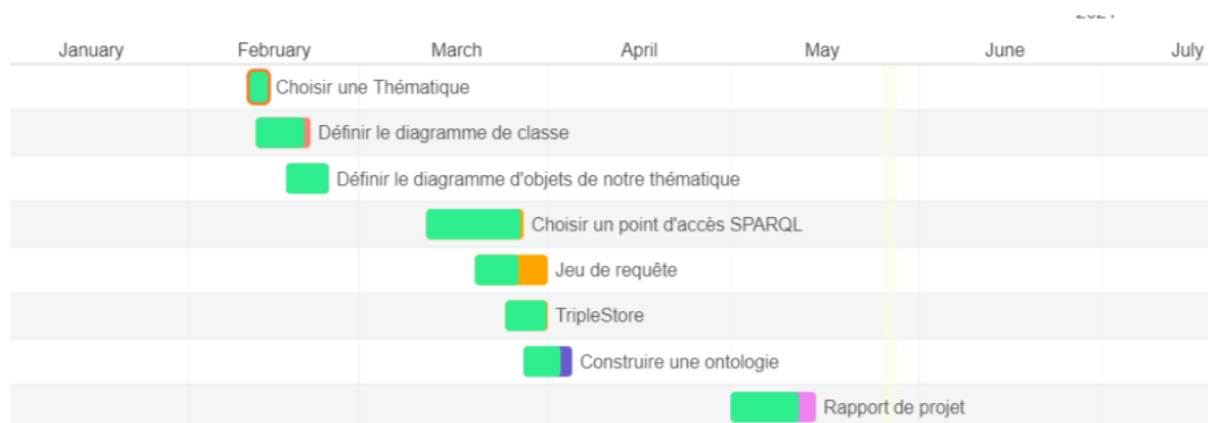 January February March April May June July
Choisir une Thématique
Définir le diagramme de classe
Définir le diagramme d'objets de notre thématique
Choisir un point d'accès SPARQL
Jeu de requête
TripleStore
Construire une ontologie
Rapport de projet